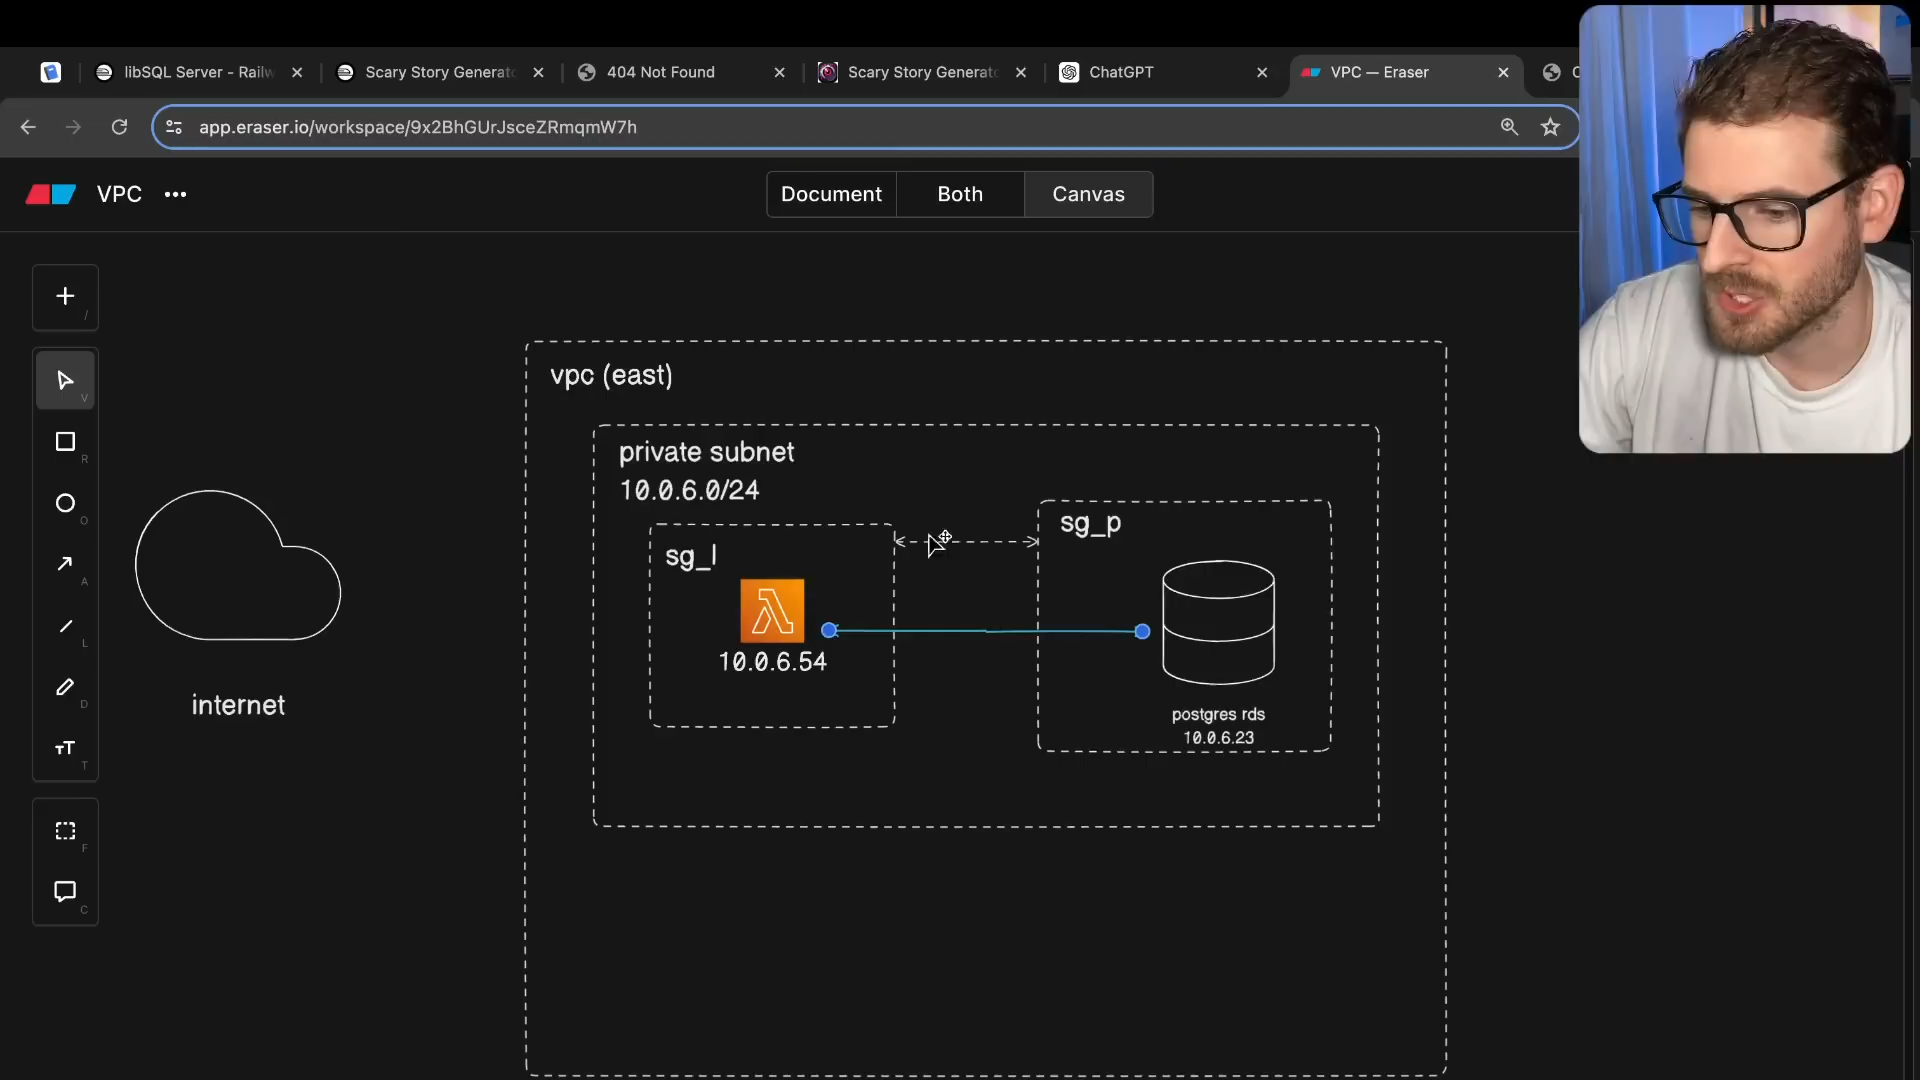 libSQL Server - Railw
Scary Story Generato
404 Not Found
Scary Story Generato
ChatGPT
VPC — Eraser
app.eraser.io/workspace/9x2BhGUrJsceZRmqmW7h
VPC
Document
Both
Canvas
/
V
R
O
A
L
D
T
F
C
vpc (east)
private subnet
10.0.6.0/24
sg_l
sg_p
10.0.6.54
postgres rds
10.0.6.23
internet